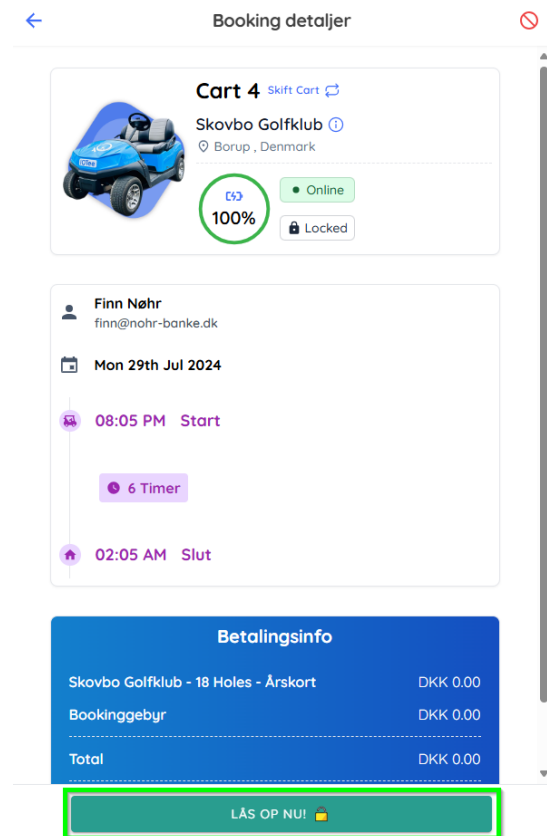 Booking detaljer
Cart 4 Skift Cart
Skovbo Golfklub
Borup , Denmark
100%
Online
Locked
Finn Nøhr
finn@nohr-banke.dk
Mon 29th Jul 2024
08:05 PM Start
6 Timer
02:05 AM Slut
Betalingsinfo
Skovbo Golfklub - 18 Holes - Årskort DKK 0.00
Bookinggebyr DKK 0.00
Total DKK 0.00
LÅS OP NU!